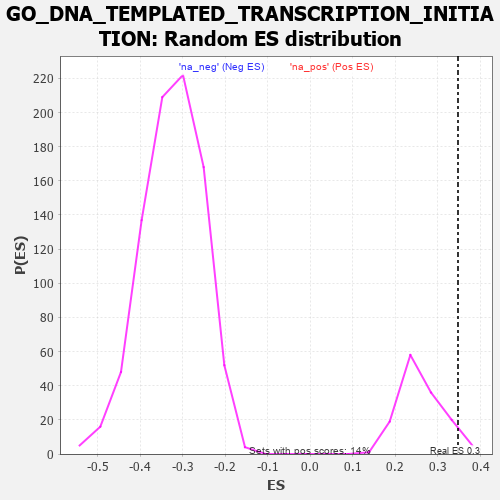 GO_DNA_TEMPLATED_TRANSCRIPTION_INITIA
TION: Random ES distribution
'na_neg' (Neg ES) 'na_pos' (Pos ES)
220
200
180
160
140
120
100
80
60
40
20
0
P(ES)
Sets with pos scores: 14%
Real ES 0.3
-0.5 -0.4 -0.3 -0.2 -0.1 0.0 0.1 0.2 0.3 0.4
ES